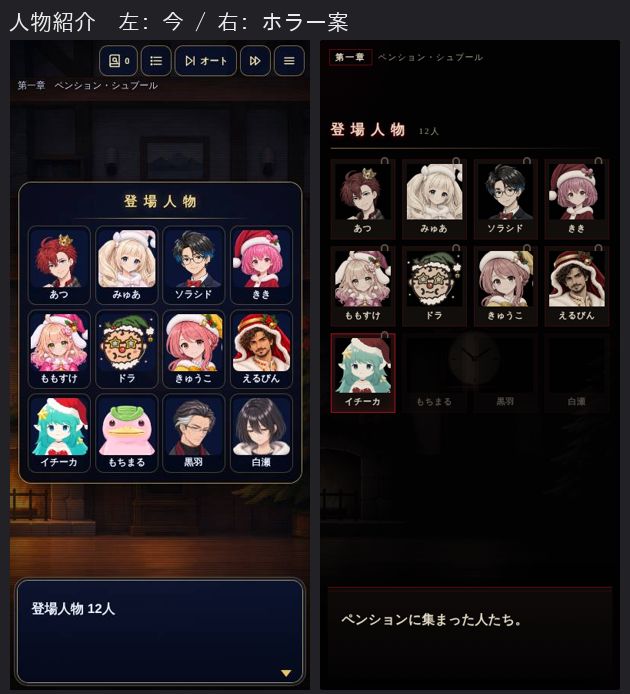 人物紹介　左: 今 / 右: ホラー案
0
オート
第一章　ペンション・シュプール
登場人物
あつ
みゅあ
ソラシド
きき
ももすけ
ドラ
きゅうこ
えるびん
イチーカ
もちまる
黒羽
白瀬
登場人物 12人
第一章　ペンション・シュプール
登場人物　12人
あつ
みゅあ
ソラシド
きき
ももすけ
ドラ
きゅうこ
えるびん
イチーカ
もちまる
黒羽
白瀬
ペンションに集まった人たち。